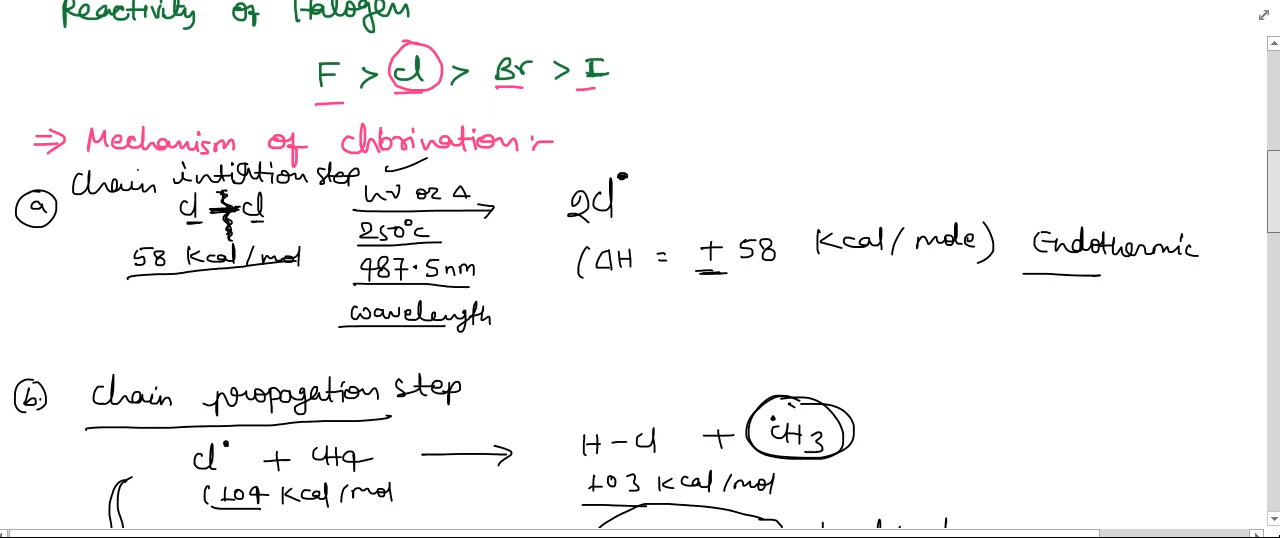 Reactivity of Halogen
F > Cl > Br > I
⇒ Mechanism of chlorination:-
(a) Chain intiation step
Cl Cl hν or Δ 2Cl•
58 Kcal/mol 250°C (ΔH = + 58 Kcal/mole) Endothermic
487.5nm
wavelength
(b) chain propagation step
Cl• + CH4 → H-Cl + •CH3
(104 Kcal/mol 103 Kcal/mol